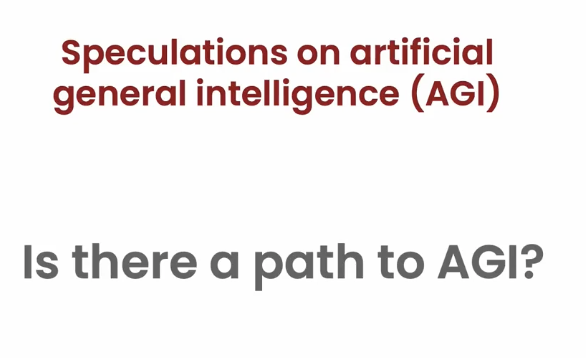 Speculations on artificial
general intelligence (AGI)
Is there a path to AGI?